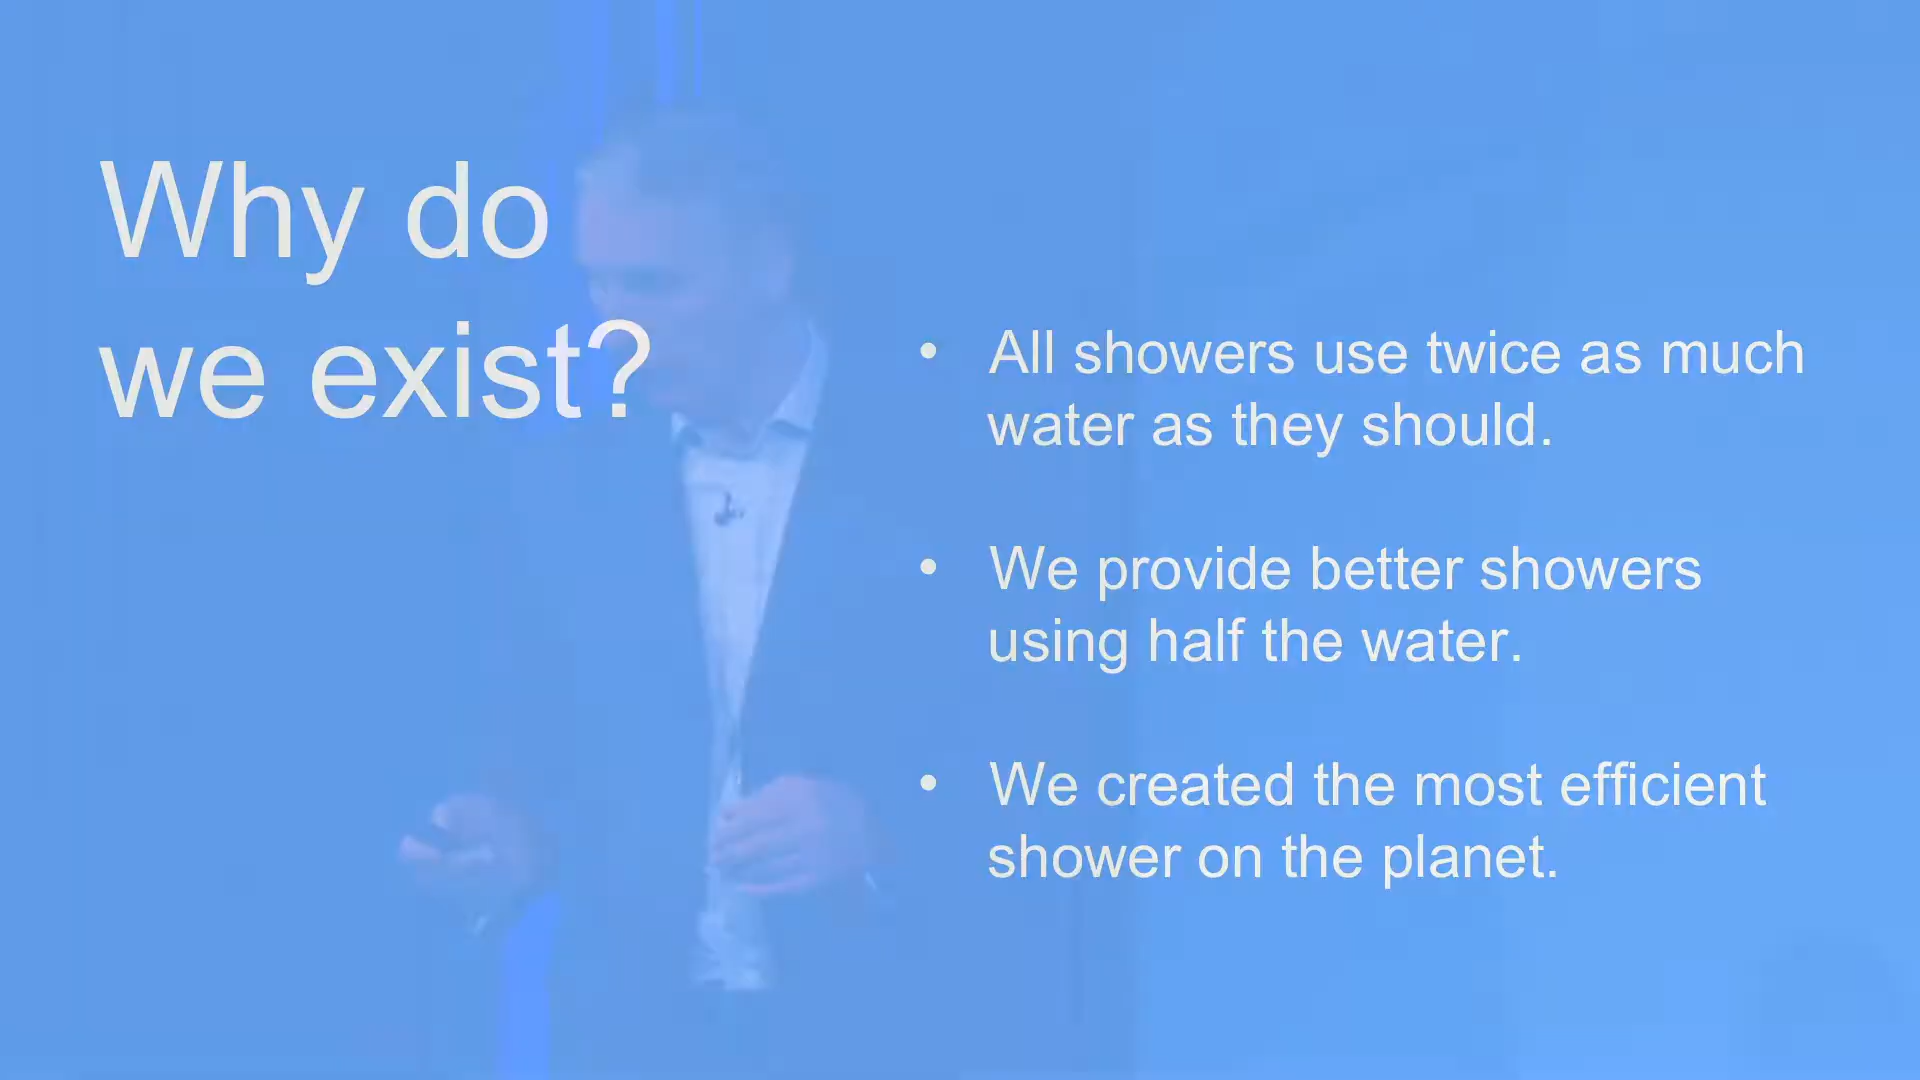 Why do
we exist?
• All showers use twice as much
water as they should.
• We provide better showers
using half the water.
• We created the most efficient
shower on the planet.